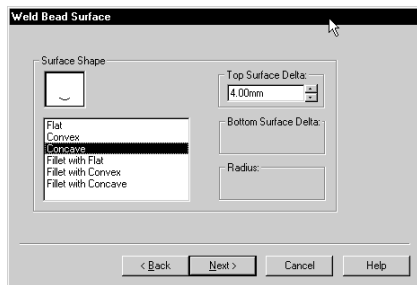 Weld Bead Surface
Surface Shape
Top Surface Delta:
4.00mm
Flat
Convex
Concave
Fillet with Flat
Fillet with Convex
Fillet with Concave
Bottom Surface Delta:
Radius:
< Back
Next >
Cancel
Help